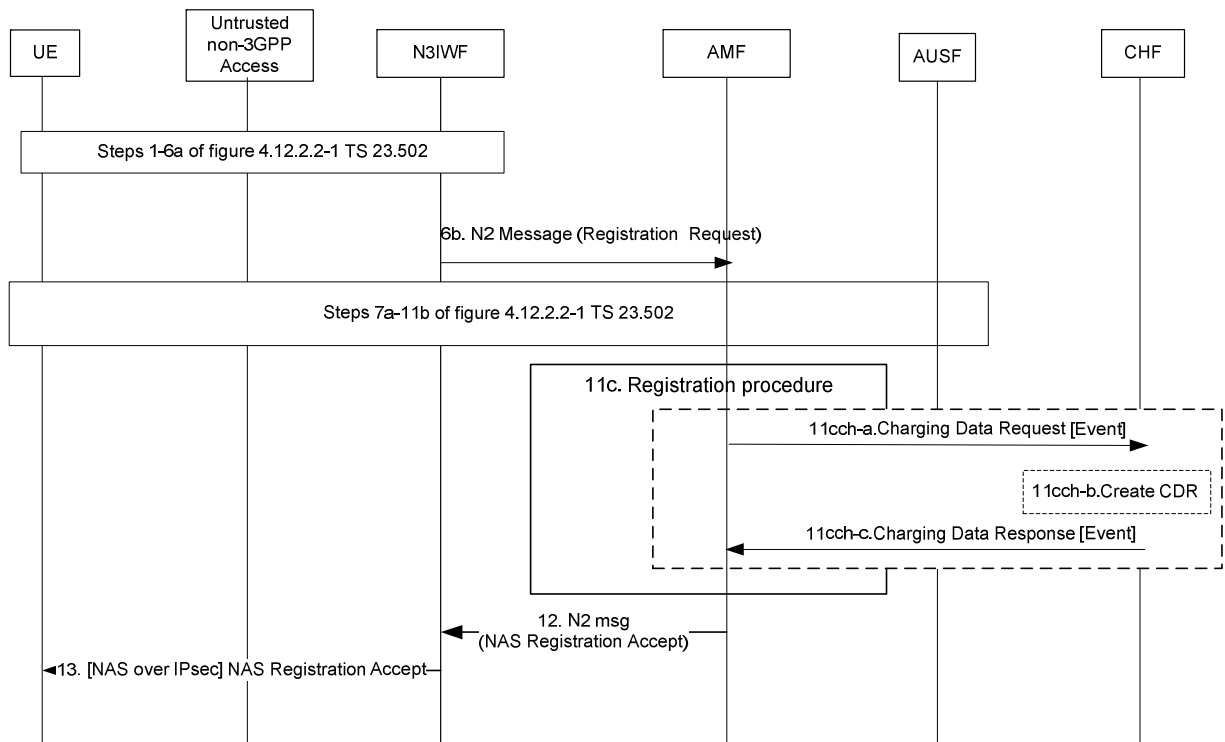 UE
Untrusted
non-3GPP
Access
N3IWF
AMF
AUSF
CHF
Steps 1-6a of figure 4.12.2.2-1 TS 23.502
6b. N2 Message (Registration Request)
Steps 7a-11b of figure 4.12.2.2-1 TS 23.502
11c. Registration procedure
11cch-a.Charging Data Request [Event]
11cch-b.Create CDR
11cch-c.Charging Data Response [Event]
12. N2 msg
(NAS Registration Accept)
13. [NAS over IPsec] NAS Registration Accept